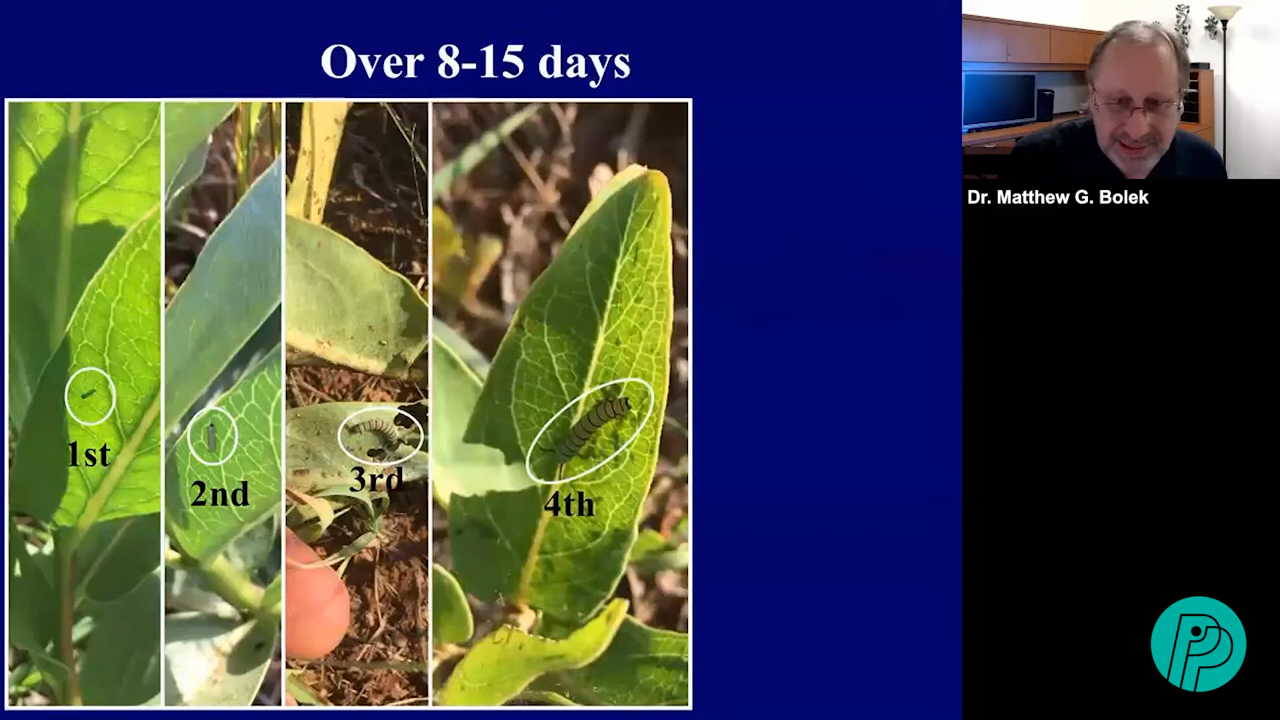 Over 8-15 days
1st
2nd
3rd
4th
Dr. Matthew G. Bolek